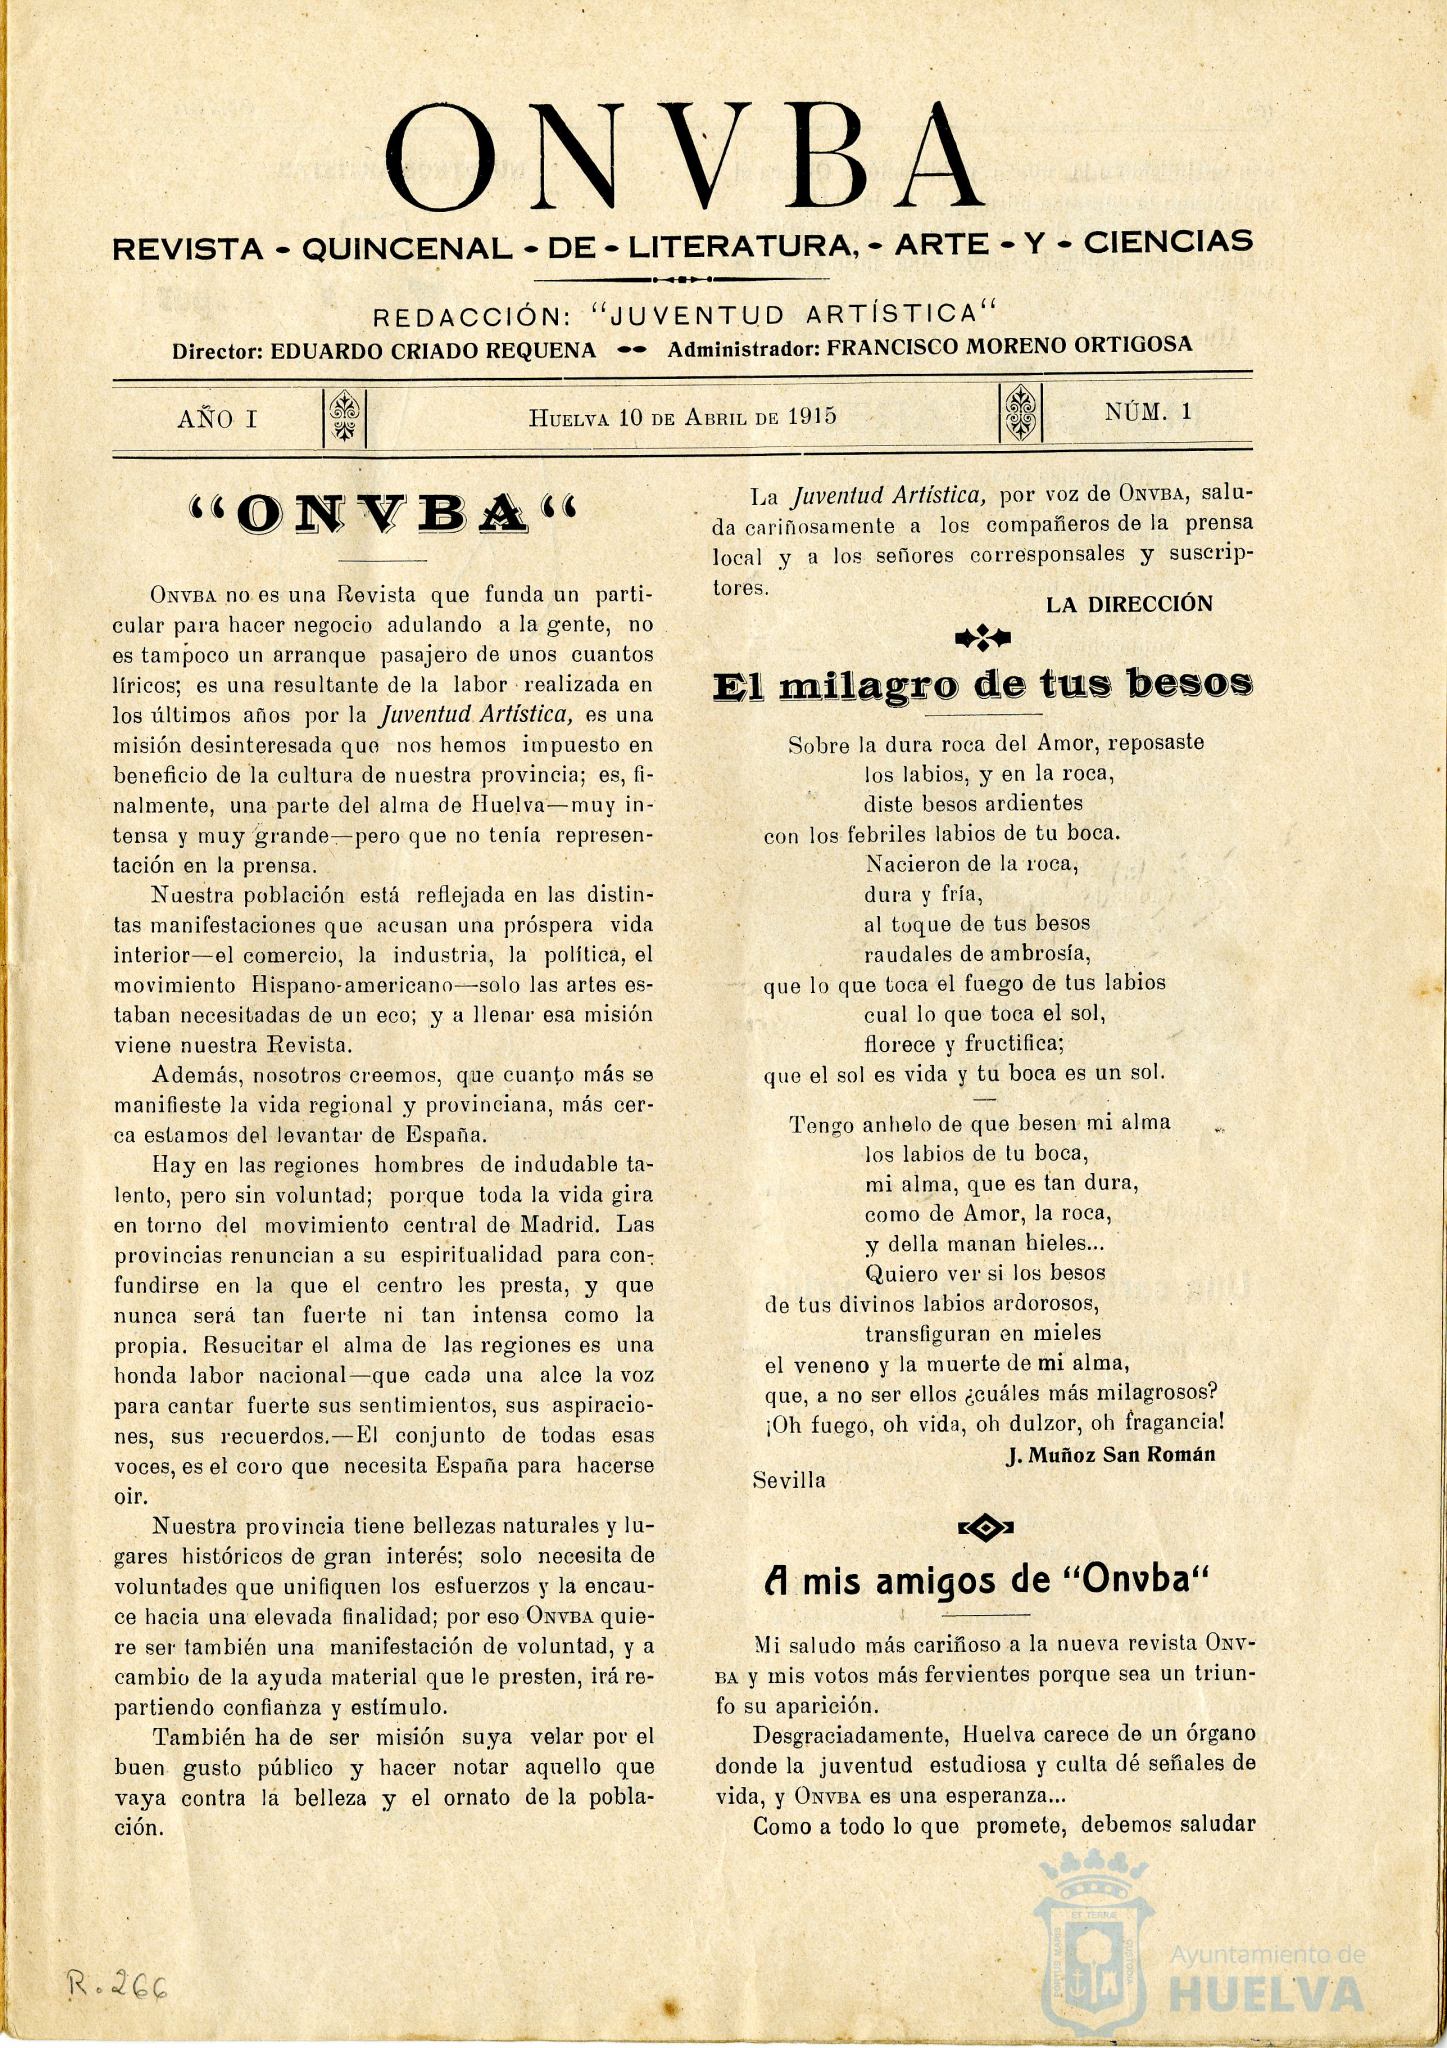 ONVBA
REVISTA - QUINCENAL - DE - LITERATURA, - ARTE - Y - CIENCIAS
REDACCIÓN: “JUVENTUD ARTÍSTICA“
Director: EDUARDO CRIADO REQUENA -- Administrador: FRANCISCO MORENO ORTIGOSA
AÑO I
HUELVA 10 DE ABRIL DE 1915
NÚM. 1
“ONVBA“
ONVBA no es una Revista que funda un parti-
cular para hacer negocio adulando a la gente, no
es tampoco un arranque pasajero de unos cuantos
líricos; es una resultante de la labor realizada en
los últimos años por la Juventud Artística, es una
misión desinteresada que nos hemos impuesto en
beneficio de la cultura de nuestra provincia; es, fi-
nalmente, una parte del alma de Huelva—muy in-
tensa y muy grande—pero que no tenía represen-
tación en la prensa.
Nuestra población está reflejada en las distin-
tas manifestaciones que acusan una próspera vida
interior—el comercio, la industria, la política, el
movimiento Hispano-americano—solo las artes es-
taban necesitadas de un eco; y a llenar esa misión
viene nuestra Revista.
Además, nosotros creemos, que cuanto más se
manifieste la vida regional y provinciana, más cer-
ca estamos del levantar de España.
Hay en las regiones hombres de indudable ta-
lento, pero sin voluntad; porque toda la vida gira
en torno del movimiento central de Madrid. Las
provincias renuncian a su espiritualidad para con-
fundirse en la que el centro les presta, y que
nunca será tan fuerte ni tan intensa como la
propia. Resucitar el alma de las regiones es una
honda labor nacional—que cada una alce la voz
para cantar fuerte sus sentimientos, sus aspiracio-
nes, sus recuerdos.—El conjunto de todas esas
voces, es el coro que necesita España para hacerse
oir.
Nuestra provincia tiene bellezas naturales y lu-
gares históricos de gran interés; solo necesita de
voluntades que unifiquen los esfuerzos y la encau-
ce hacia una elevada finalidad; por eso ONVBA quie-
re ser también una manifestación de voluntad, y a
cambio de la ayuda material que le presten, irá re-
partiendo confianza y estímulo.
También ha de ser misión suya velar por el
buen gusto público y hacer notar aquello que
vaya contra la belleza y el ornato de la pobla-
ción.
La Juventud Artística, por voz de ONVBA, salu-
da cariñosamente a los compañeros de la prensa
local y a los señores corresponsales y suscrip-
tores.
LA DIRECCIÓN
El milagro de tus besos
Sobre la dura roca del Amor, reposaste
los labios, y en la roca,
diste besos ardientes
con los febriles labios de tu boca.
Nacieron de la roca,
dura y fría,
al toque de tus besos
raudales de ambrosía,
que lo que toca el fuego de tus labios
cual lo que toca el sol,
florece y fructifica;
que el sol es vida y tu boca es un sol.
Tengo anhelo de que besen mi alma
los labios de tu boca,
mi alma, que es tan dura,
como de Amor, la roca,
y della manan hieles...
Quiero ver si los besos
de tus divinos labios ardorosos,
transfiguran en mieles
el veneno y la muerte de mi alma,
que, a no ser ellos ¿cuáles más milagrosos?
¡Oh fuego, oh vida, oh dulzor, oh fragancia!
J. Muñoz San Román
Sevilla
A mis amigos de “Onvba“
Mi saludo más cariñoso a la nueva revista ONV-
BA y mis votos más fervientes porque sea un triun-
fo su aparición.
Desgraciadamente, Huelva carece de un órgano
donde la juventud estudiosa y culta dé señales de
vida, y ONVBA es una esperanza...
Como a todo lo que promete, debemos saludar
R. 266
PORTUS MARIS ET TERRÆ CUSTODIA
Ayuntamiento de
HUELVA